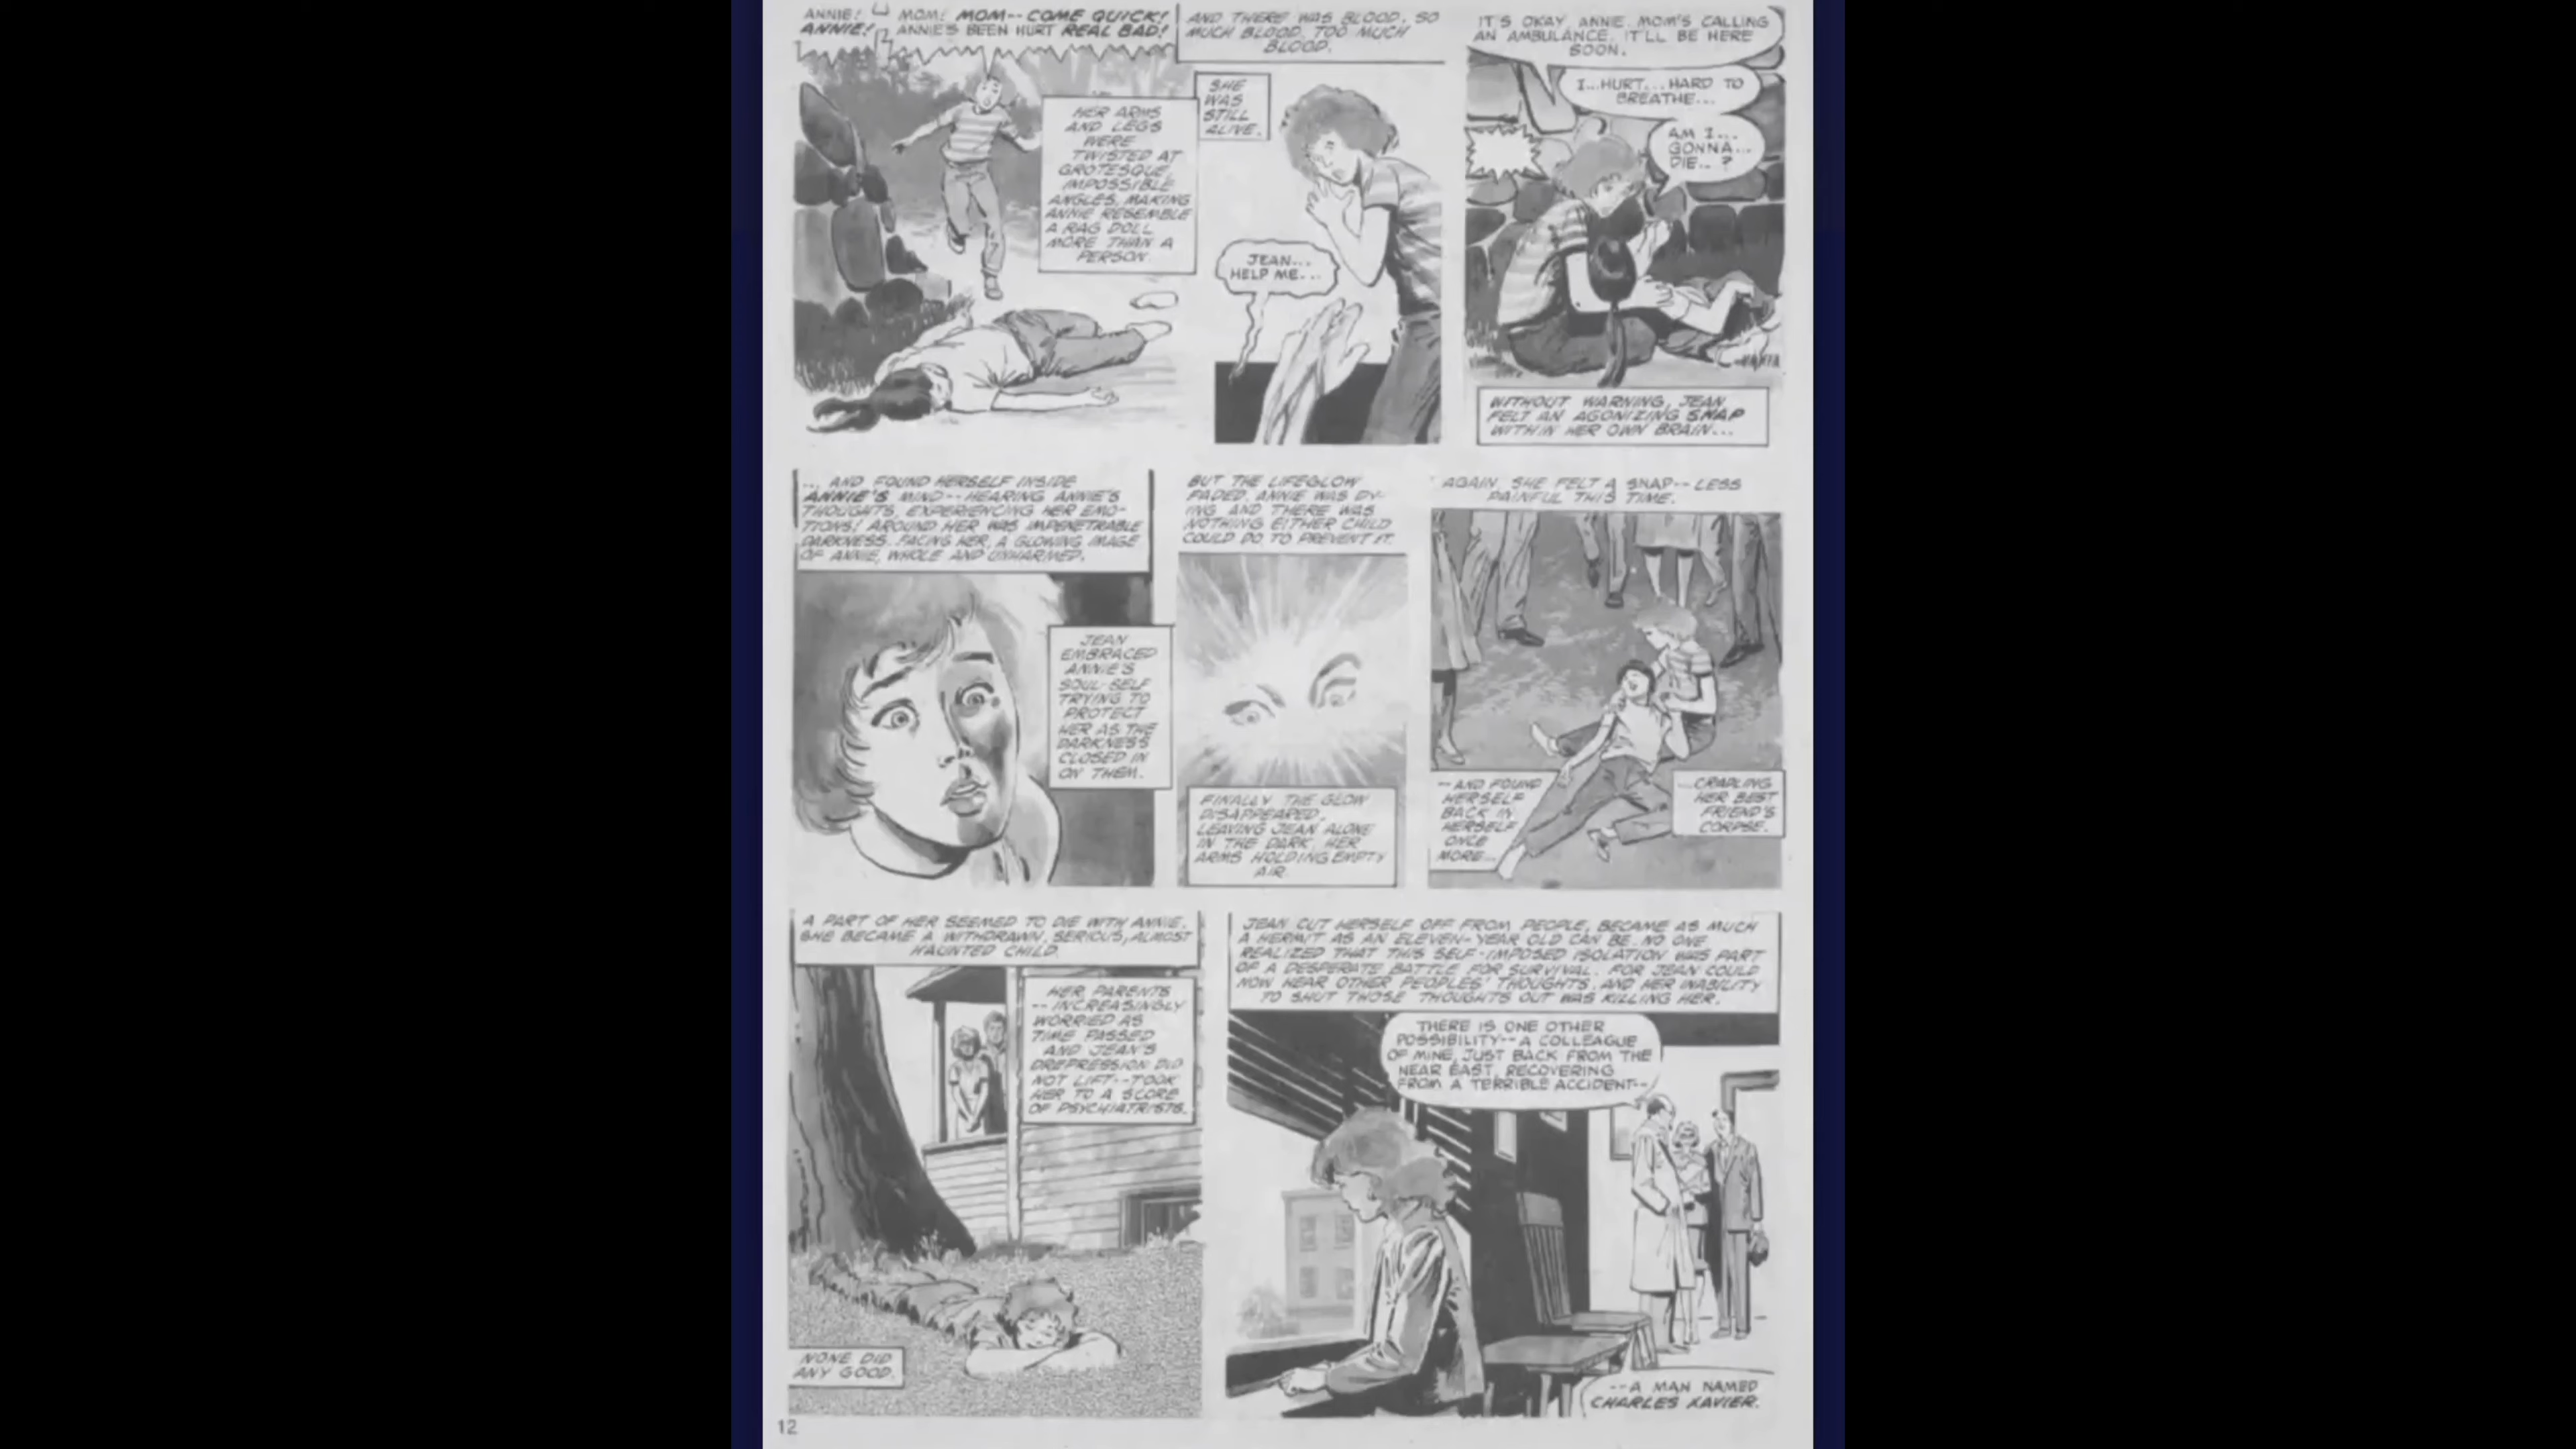 ANNIE!
ANNIE!
MOM! MOM-- COME QUICK!
ANNIE'S BEEN HURT REAL BAD!
HER ARMS
AND LEGS
WERE
TWISTED AT
GROTESQUE,
IMPOSSIBLE
ANGLES, MAKING
ANNIE RESEMBLE
A RAG DOLL
MORE THAN A
PERSON.
AND THERE WAS BLOOD. SO
MUCH BLOOD. TOO MUCH
BLOOD.
SHE
WAS
STILL
ALIVE.
JEAN...
HELP ME...
IT'S OKAY, ANNIE. MOM'S CALLING
AN AMBULANCE. IT'LL BE HERE
SOON.
I...HURT...HARD TO
BREATHE...
AM I...
GONNA...
DIE...?
WITHOUT WARNING, JEAN
FELT AN AGONIZING SNAP
WITHIN HER OWN BRAIN...
... AND FOUND HERSELF INSIDE
ANNIE'S MIND -- HEARING ANNIE'S
THOUGHTS, EXPERIENCING HER EMO-
TIONS! AROUND HER WAS IMPENETRABLE
DARKNESS. FACING HER, A GLOWING IMAGE
OF ANNIE, WHOLE AND UNHARMED.
JEAN
EMBRACED
ANNIE'S
SOUL-SELF
TRYING TO
PROTECT
HER AS THE
DARKNESS
CLOSED IN
ON THEM.
BUT THE LIFEGLOW
FADED. ANNIE WAS DY-
ING AND THERE WAS
NOTHING EITHER CHILD
COULD DO TO PREVENT IT.
FINALLY THE GLOW
DISAPPEARED,
LEAVING JEAN ALONE
IN THE DARK, HER
ARMS HOLDING EMPTY
AIR.
AGAIN, SHE FELT A SNAP-- LESS
PAINFUL THIS TIME.
--AND FOUND
HERSELF
BACK IN
HERSELF
ONCE
MORE...
...CRADLING
HER BEST
FRIEND'S
CORPSE.
A PART OF HER SEEMED TO DIE WITH ANNIE.
SHE BECAME A WITHDRAWN, SERIOUS, ALMOST
HAUNTED CHILD.
HER PARENTS
--INCREASINGLY
WORRIED AS
TIME PASSED
AND JEAN'S
DREPRESSION DID
NOT LIFT--TOOK
HER TO A SCORE
OF PSYCHIATRISTS.
NONE DID
ANY GOOD.
JEAN CUT HERSELF OFF FROM PEOPLE, BECAME AS MUCH
A HERMIT AS AN ELEVEN-YEAR OLD CAN BE. NO ONE
REALIZED THAT THIS SELF-IMPOSED ISOLATION WAS PART
OF A DESPERATE BATTLE FOR SURVIVAL. FOR JEAN COULD
NOW HEAR OTHER PEOPLES' THOUGHTS, AND HER INABILITY
TO SHUT THOSE THOUGHTS OUT WAS KILLING HER.
THERE IS ONE OTHER
POSSIBILITY-- A COLLEAGUE
OF MINE, JUST BACK FROM THE
NEAR EAST, RECOVERING
FROM A TERRIBLE ACCIDENT--
--A MAN NAMED
CHARLES XAVIER.
12